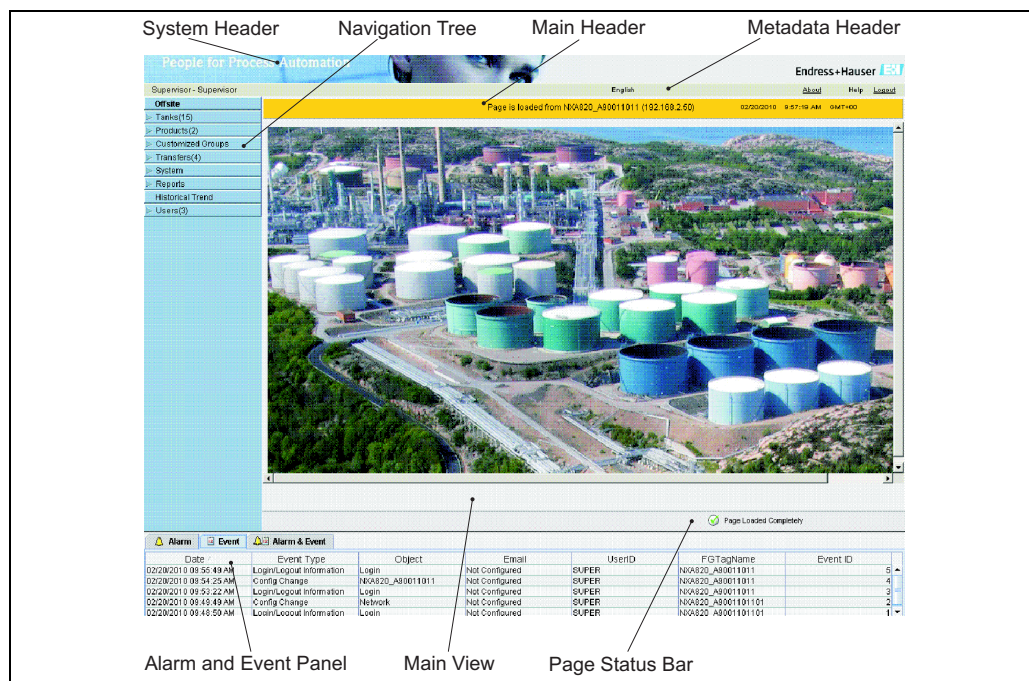 System Header Navigation Tree Main Header Metadata Header
People for Process Automation
Endress+Hauser
Supervisor - Supervisor English About Help Logout
Offsite
Page is loaded from NXA820_A80011011 (192.168.2.50) 02/20/2010 9:57:19 AM GMT+00
Tanks(15)
Products(2)
Customized Groups
Transfers(4)
System
Reports
Historical Trend
Users(3)
Page Loaded Completely
Alarm Event Alarm & Event
Date Event Type Object Email UserID FGTagName Event ID
02/20/2010 09:55:49 AM Login/Logout Information Login Not Configured SUPER NXA820_A80011011 5
02/20/2010 09:54:25 AM Config Change NXA820_A80011011 Not Configured SUPER NXA820_A80011011 4
02/20/2010 09:53:22 AM Login/Logout Information Login Not Configured SUPER NXA820_A80011011 3
02/20/2010 09:49:49 AM Config Change Network Not Configured SUPER NXA820_A8001101101 2
02/20/2010 09:48:50 AM Login/Logout Information Login Not Configured SUPER NXA820_A8001101101 1
Alarm and Event Panel Main View Page Status Bar